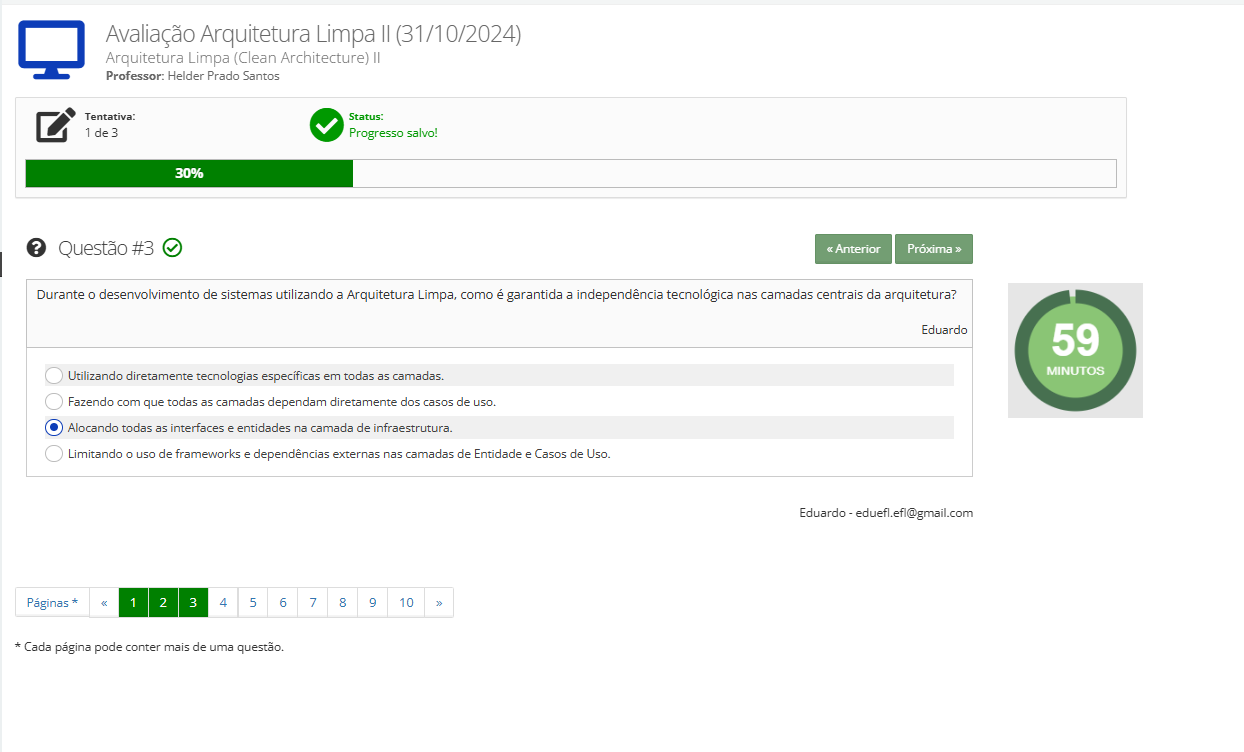 Avaliação Arquitetura Limpa II (31/10/2024)
Arquitetura Limpa (Clean Architecture) II
Professor: Helder Prado Santos
Tentativa:
1 de 3
Status:
Progresso salvo!
30%
Questão #3
« Anterior
Próxima »
Durante o desenvolvimento de sistemas utilizando a Arquitetura Limpa, como é garantida a independência tecnológica nas camadas centrais da arquitetura?
Eduardo
Utilizando diretamente tecnologias específicas em todas as camadas.
Fazendo com que todas as camadas dependam diretamente dos casos de uso.
Alocando todas as interfaces e entidades na camada de infraestrutura.
Limitando o uso de frameworks e dependências externas nas camadas de Entidade e Casos de Uso.
59
MINUTOS
Eduardo - eduefl.efl@gmail.com
Páginas * « 1 2 3 4 5 6 7 8 9 10 »
* Cada página pode conter mais de uma questão.